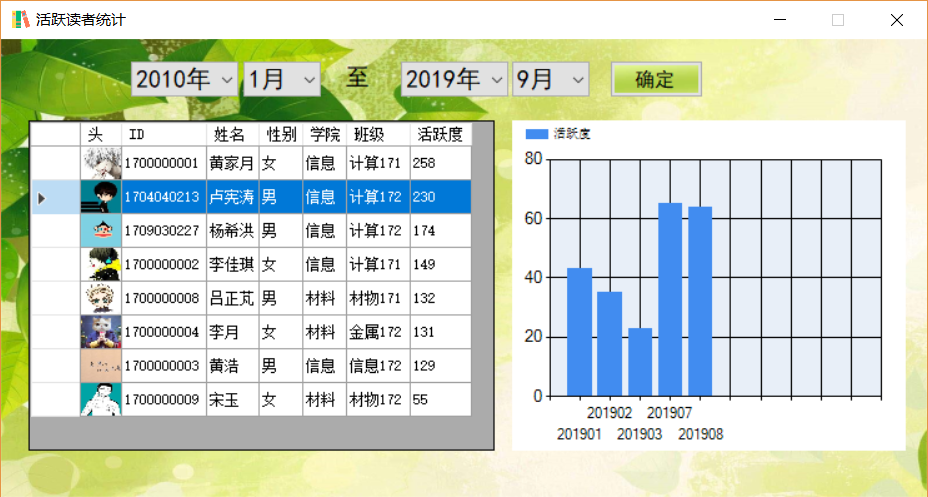 活跃读者统计
2010年 1月 至 2019年 9月 确定
头 ID 姓名 性别 学院 班级 活跃度
1700000001 黄家月 女 信息 计算171 258
1704040213 卢宪涛 男 信息 计算172 230
1709030227 杨希洪 男 信息 计算172 174
1700000002 李佳琪 女 信息 计算171 149
1700000008 吕正芃 男 材料 材物171 132
1700000004 李月 女 材料 金属172 131
1700000003 黄浩 男 信息 信息172 129
1700000009 宋玉 女 材料 材物172 55
活跃度
80
60
40
20
0
201902 201907
201901 201903 201908